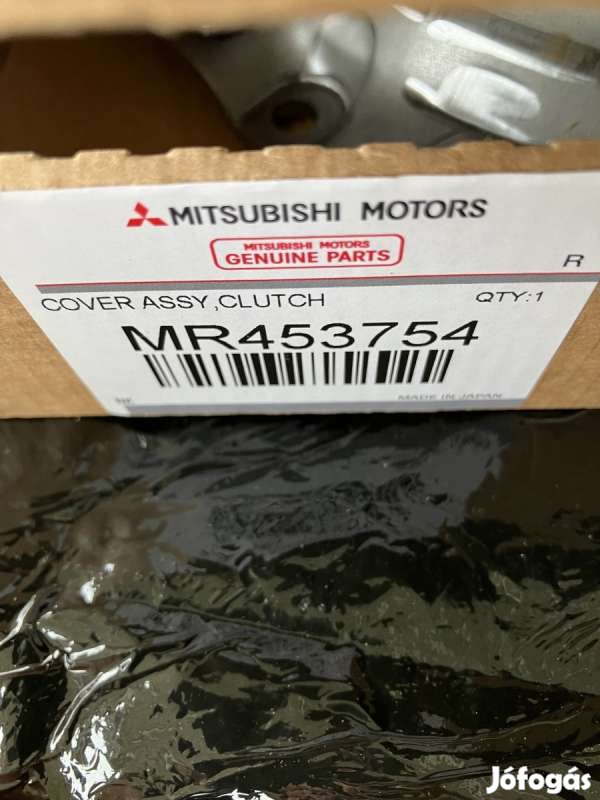 MITSUBISHI MOTORS
MITSUBISHI MOTORS
GENUINE PARTS
R
COVER ASSY,CLUTCH QTY:1
MR453754
MADE IN JAPAN
Jófogás